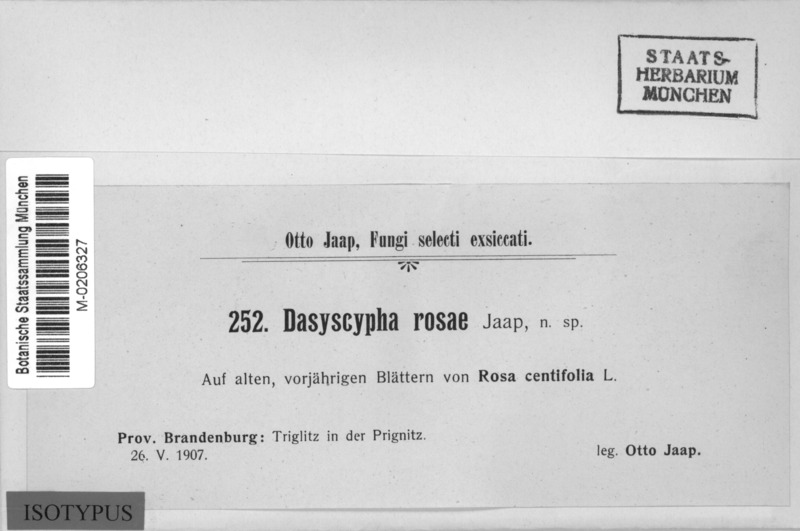 STAATS-
HERBARIUM
MÜNCHEN
Botanische Staatssammlung München
M-0206327
Otto Jaap, Fungi selecti exsiccati.
252. Dasyscypha rosae Jaap, n. sp.
Auf alten, vorjährigen Blättern von Rosa centifolia L.
Prov. Brandenburg: Triglitz in der Prignitz.
26. V. 1907.
leg. Otto Jaap.
ISOTYPUS